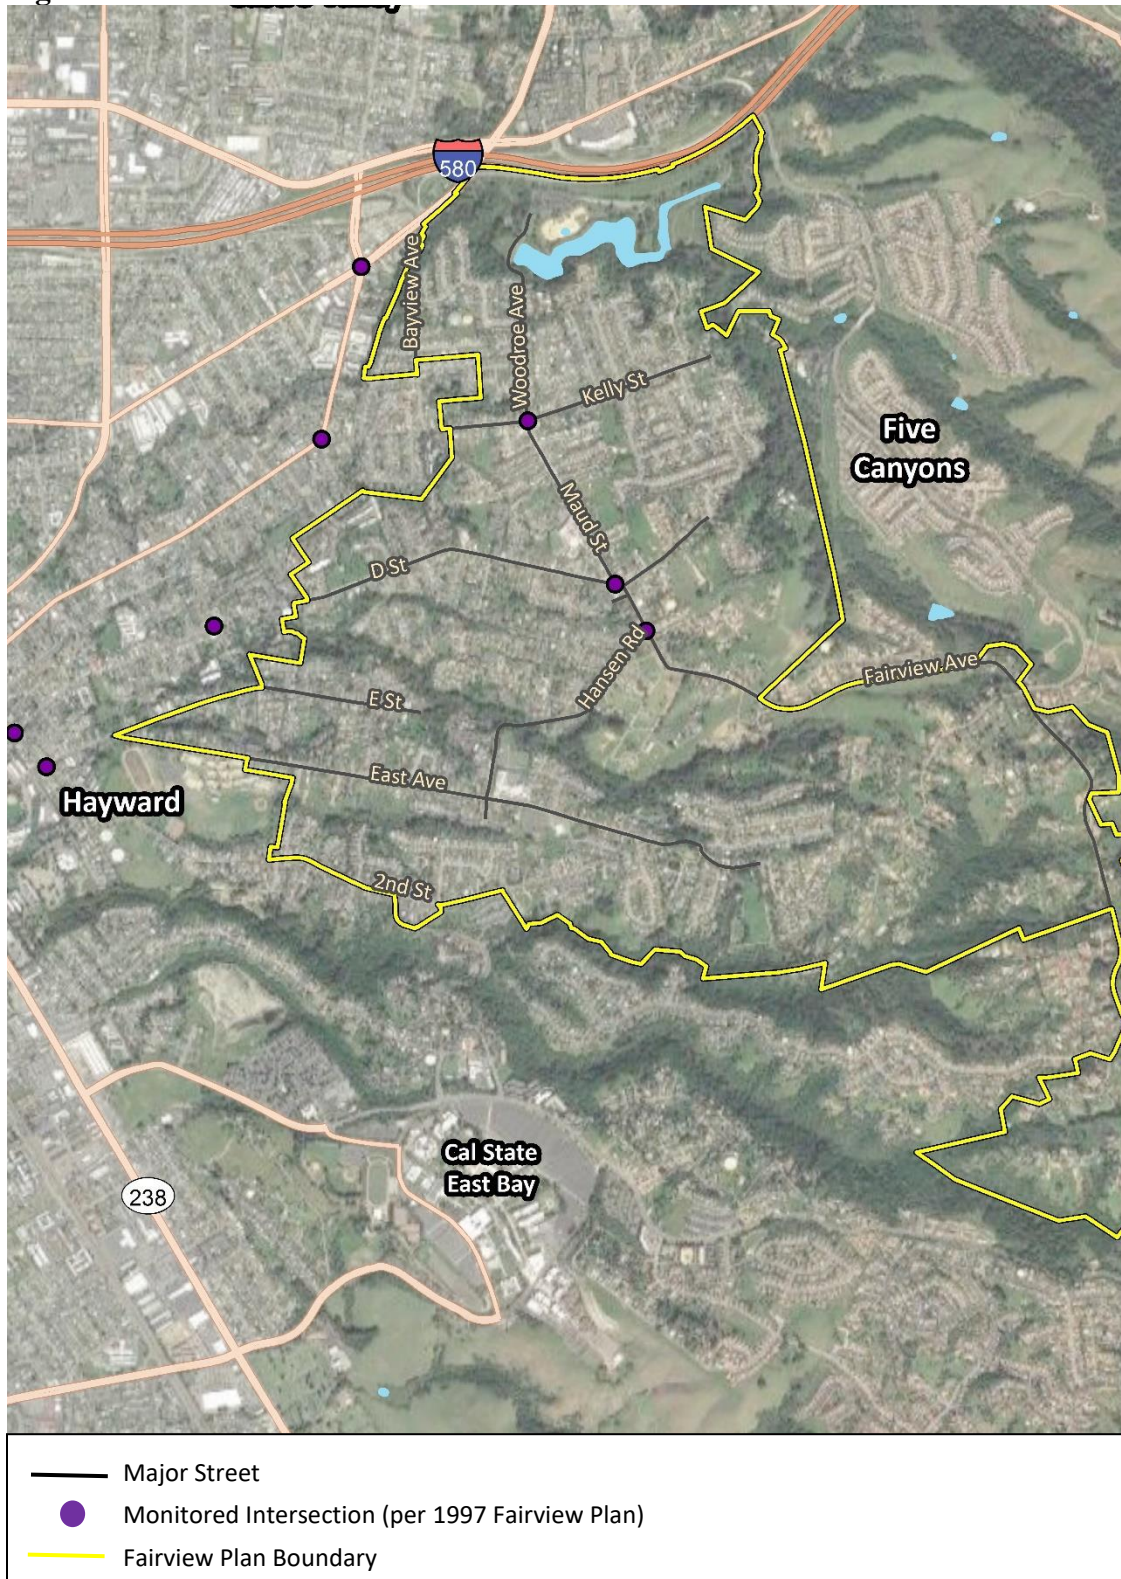 580
Bayview Ave
Woodroe Ave
Kelly St
Five
Canyons
Maud St
D St
Hansen Rd
Fairview Ave
E St
East Ave
Hayward
2nd St
Cal State
East Bay
238
Major Street
Monitored Intersection (per 1997 Fairview Plan)
Fairview Plan Boundary